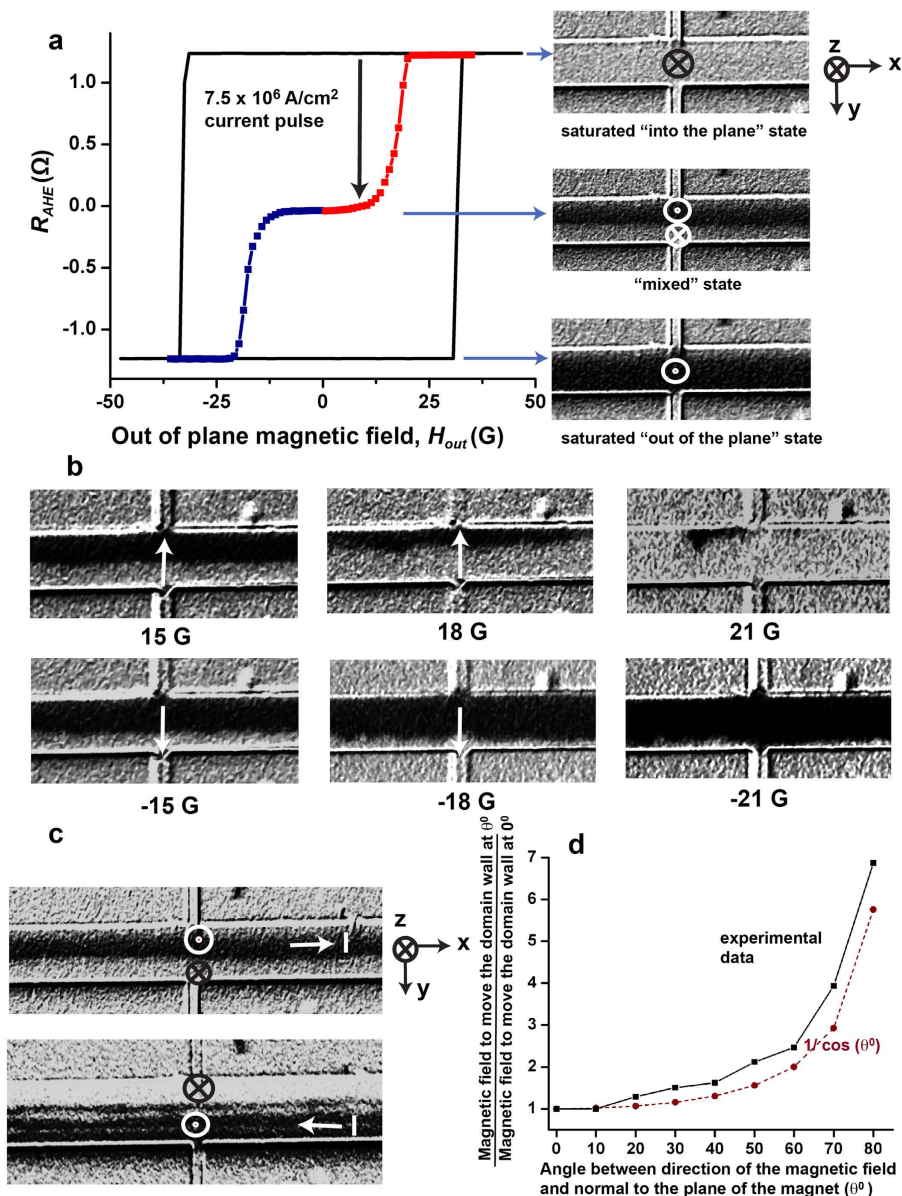 a
1.0
0.5
0.0
-0.5
-1.0
R_AHE (Ω)
7.5 x 10⁶ A/cm²
current pulse
-50
-25
0
25
50
Out of plane magnetic field, H_out (G)
z
x
y
saturated “into the plane” state
“mixed” state
saturated “out of the plane” state
b
15 G
18 G
21 G
-15 G
-18 G
-21 G
c
I
z
x
y
I
d
Magnetic field to move the domain wall at θ⁰
Magnetic field to move the domain wall at 0⁰
7
6
5
4
3
2
1
experimental
data
1/ cos (θ⁰)
0
10
20
30
40
50
60
70
80
Angle between direction of the magnetic field
and normal to the plane of the magnet (θ⁰ )